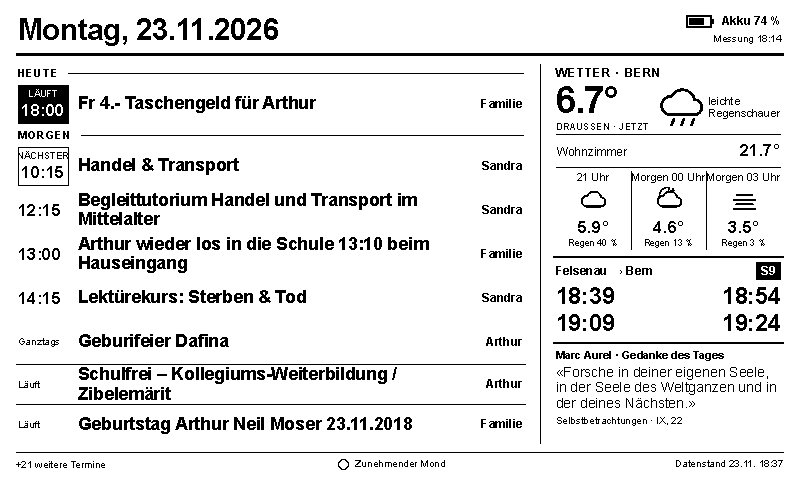 Montag, 23.11.2026
Akku 74 %
Messung 18:14
HEUTE
LÄUFT
18:00
Fr 4.- Taschengeld für Arthur
Familie
MORGEN
NÄCHSTER
10:15
Handel & Transport
Sandra
12:15
Begleittutorium Handel und Transport im
Mittelalter
Sandra
13:00
Arthur wieder los in die Schule 13:10 beim
Hauseingang
Familie
14:15
Lektürekurs: Sterben & Tod
Sandra
Ganztags
Geburifeier Dafina
Arthur
Läuft
Schulfrei – Kollegiums-Weiterbildung /
Zibelemärit
Arthur
Läuft
Geburtstag Arthur Neil Moser 23.11.2018
Familie
WETTER · BERN
6.7°
DRAUSSEN · JETZT
leichte
Regenschauer
Wohnzimmer
21.7°
21 Uhr
Morgen 00 Uhr
Morgen 03 Uhr
5.9°
4.6°
3.5°
Regen 40 %
Regen 13 %
Regen 3 %
Felsenau › Bern
S9
18:39
18:54
19:09
19:24
Marc Aurel · Gedanke des Tages
«Forsche in deiner eigenen Seele,
in der Seele des Weltganzen und in
der deines Nächsten.»
Selbstbetrachtungen · IX, 22
+21 weitere Termine
Zunehmender Mond
Datenstand 23.11. 18:37